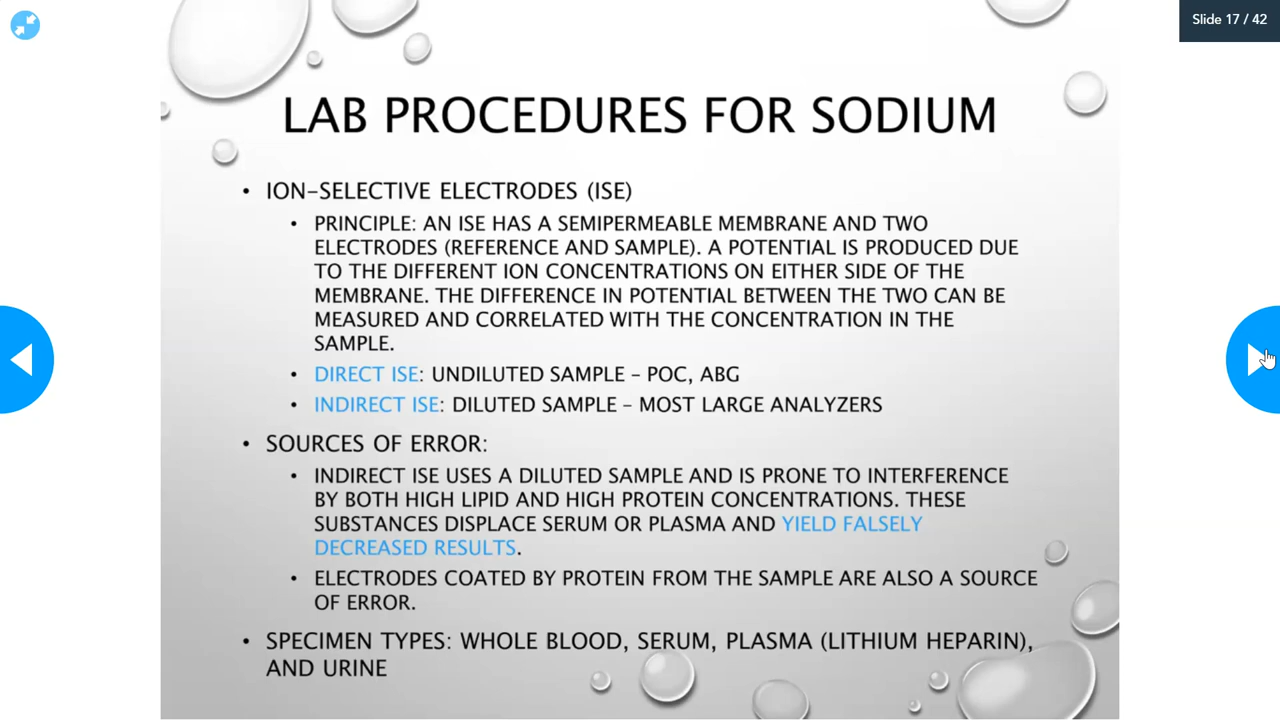 Slide 17 / 42
LAB PROCEDURES FOR SODIUM
• ION-SELECTIVE ELECTRODES (ISE)
• PRINCIPLE: AN ISE HAS A SEMIPERMEABLE MEMBRANE AND TWO
ELECTRODES (REFERENCE AND SAMPLE). A POTENTIAL IS PRODUCED DUE
TO THE DIFFERENT ION CONCENTRATIONS ON EITHER SIDE OF THE
MEMBRANE. THE DIFFERENCE IN POTENTIAL BETWEEN THE TWO CAN BE
MEASURED AND CORRELATED WITH THE CONCENTRATION IN THE
SAMPLE.
• DIRECT ISE: UNDILUTED SAMPLE – POC, ABG
• INDIRECT ISE: DILUTED SAMPLE – MOST LARGE ANALYZERS
• SOURCES OF ERROR:
• INDIRECT ISE USES A DILUTED SAMPLE AND IS PRONE TO INTERFERENCE
BY BOTH HIGH LIPID AND HIGH PROTEIN CONCENTRATIONS. THESE
SUBSTANCES DISPLACE SERUM OR PLASMA AND YIELD FALSELY
DECREASED RESULTS.
• ELECTRODES COATED BY PROTEIN FROM THE SAMPLE ARE ALSO A SOURCE
OF ERROR.
• SPECIMEN TYPES: WHOLE BLOOD, SERUM, PLASMA (LITHIUM HEPARIN),
AND URINE